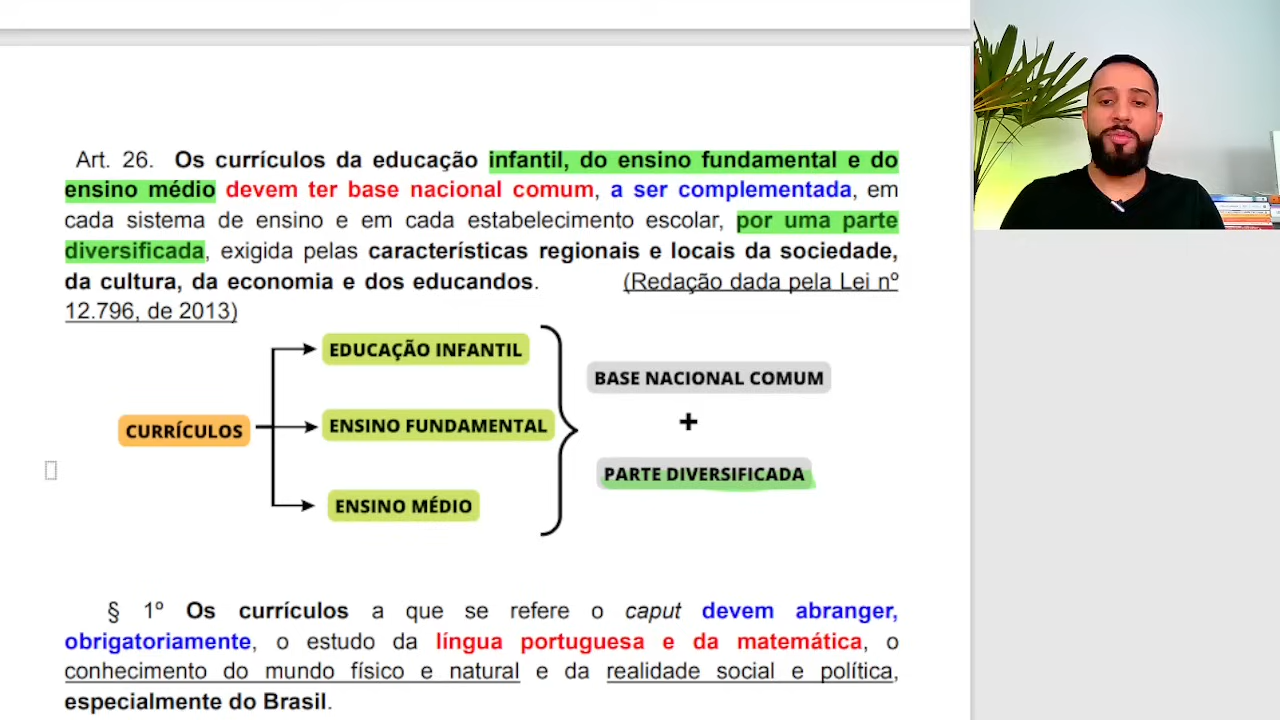 Art. 26. Os currículos da educação infantil, do ensino fundamental e do
ensino médio devem ter base nacional comum, a ser complementada, em
cada sistema de ensino e em cada estabelecimento escolar, por uma parte
diversificada, exigida pelas características regionais e locais da sociedade,
da cultura, da economia e dos educandos. (Redação dada pela Lei nº
12.796, de 2013)
EDUCAÇÃO INFANTIL
BASE NACIONAL COMUM
CURRÍCULOS
ENSINO FUNDAMENTAL
+
PARTE DIVERSIFICADA
ENSINO MÉDIO
§ 1º Os currículos a que se refere o caput devem abranger,
obrigatoriamente, o estudo da língua portuguesa e da matemática, o
conhecimento do mundo físico e natural e da realidade social e política,
especialmente do Brasil.